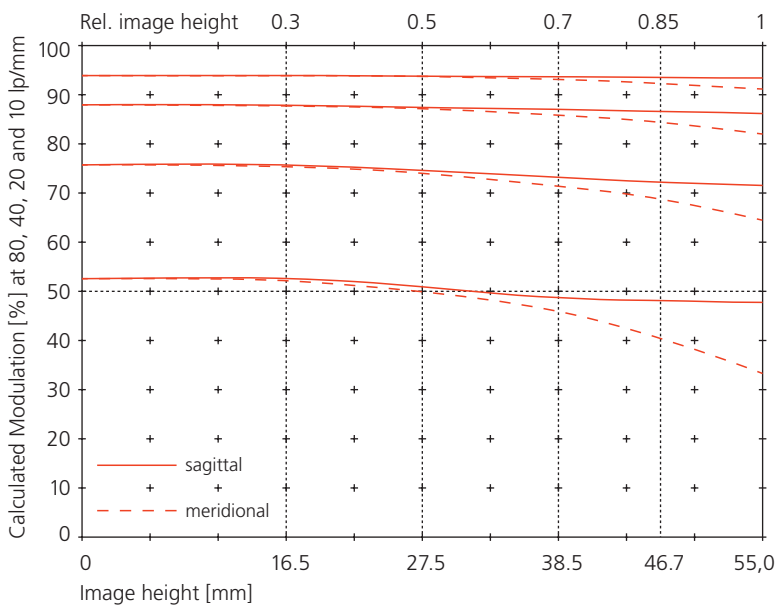 Rel. image height 0.3 0.5 0.7 0.85 1
Calculated Modulation [%] at 80, 40, 20 and 10 lp/mm
100
90
80
70
60
50
40
30
20
10
0
sagittal
meridional
0 16.5 27.5 38.5 46.7 55,0
Image height [mm]